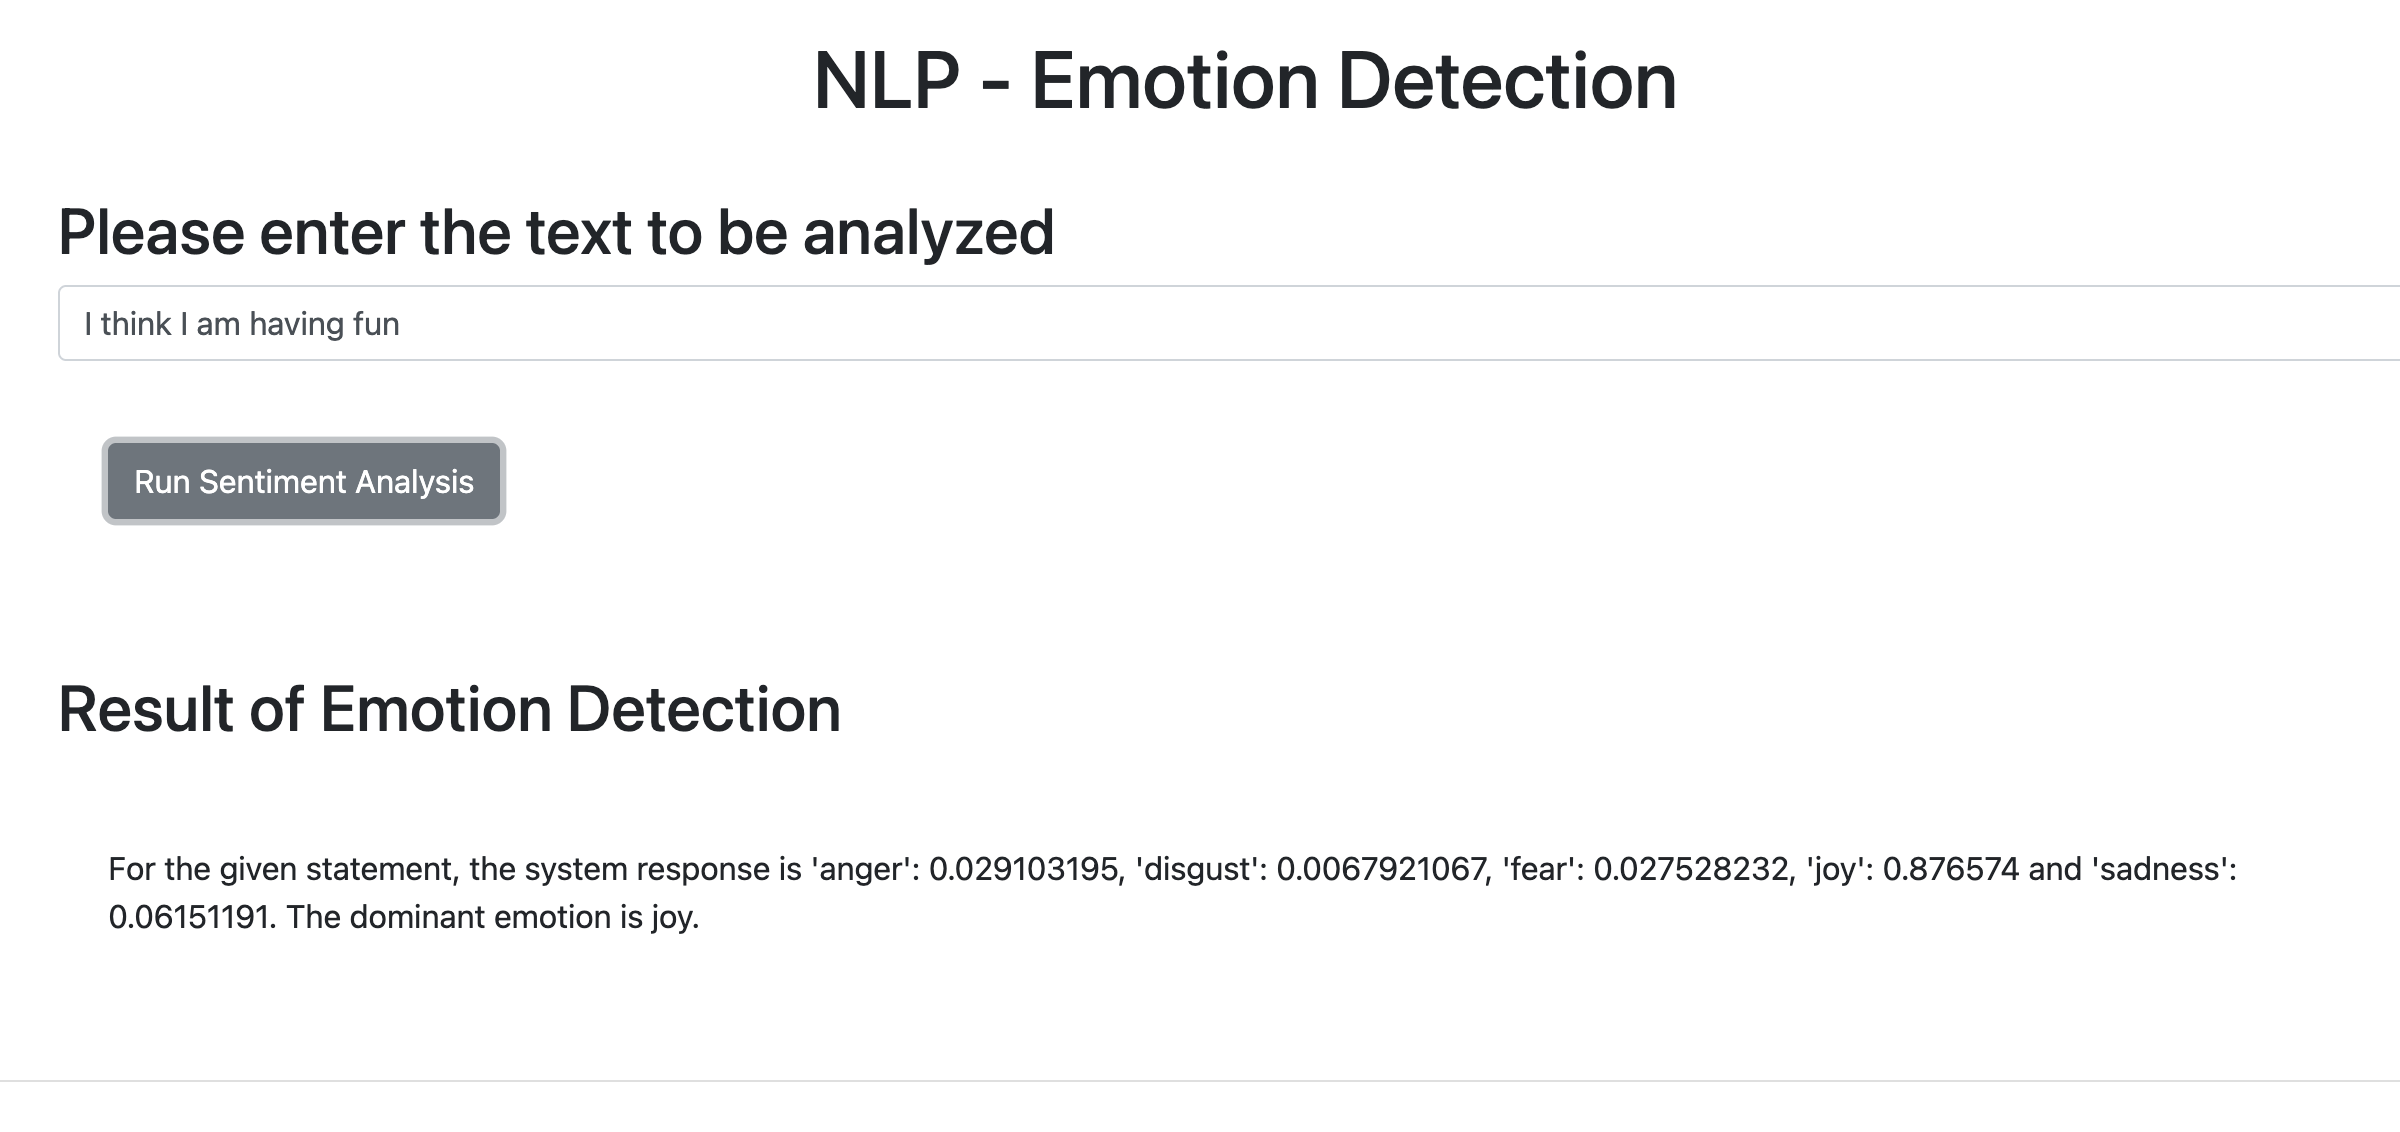 NLP - Emotion Detection
Please enter the text to be analyzed
I think I am having fun
Run Sentiment Analysis
Result of Emotion Detection
For the given statement, the system response is 'anger': 0.029103195, 'disgust': 0.0067921067, 'fear': 0.027528232, 'joy': 0.876574 and 'sadness':
0.06151191. The dominant emotion is joy.